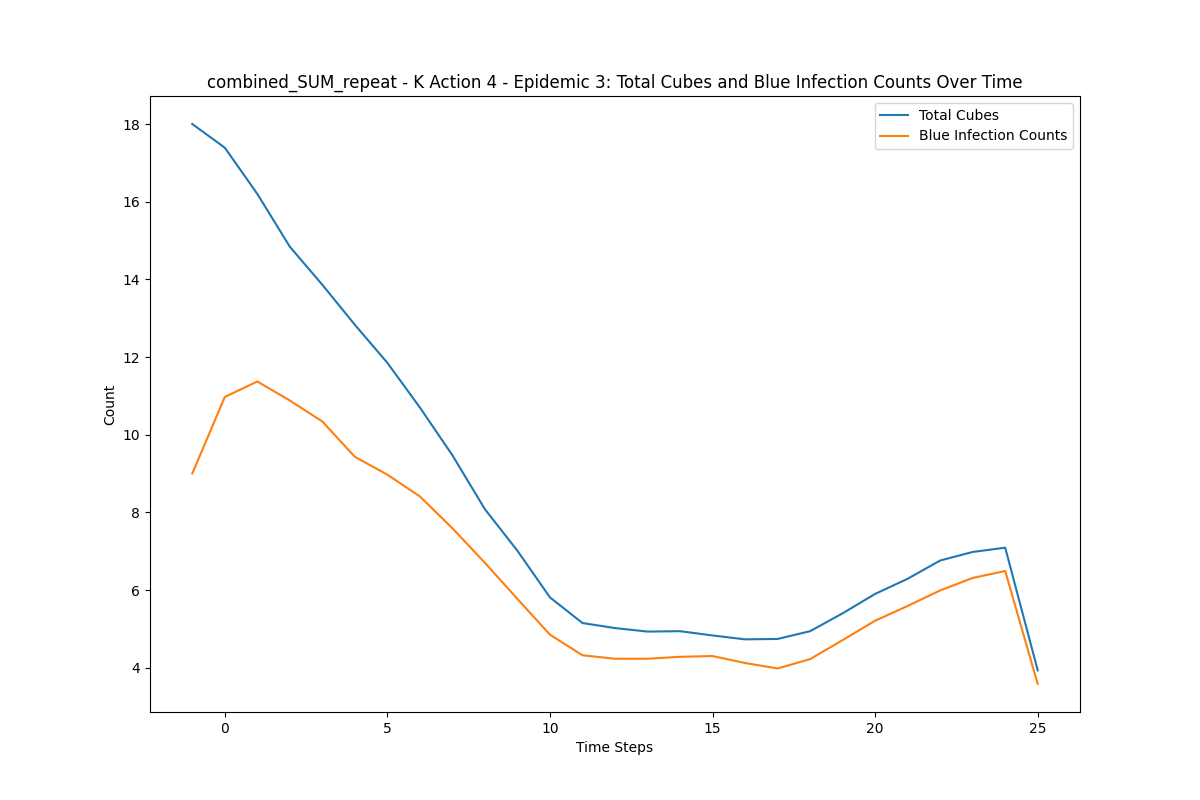 combined_SUM_repeat - K Action 4 - Epidemic 3: Total Cubes and Blue Infection Counts Over Time
Total Cubes
Blue Infection Counts
18
16
14
12
10
8
6
4
Count
0 5 10 15 20 25
Time Steps